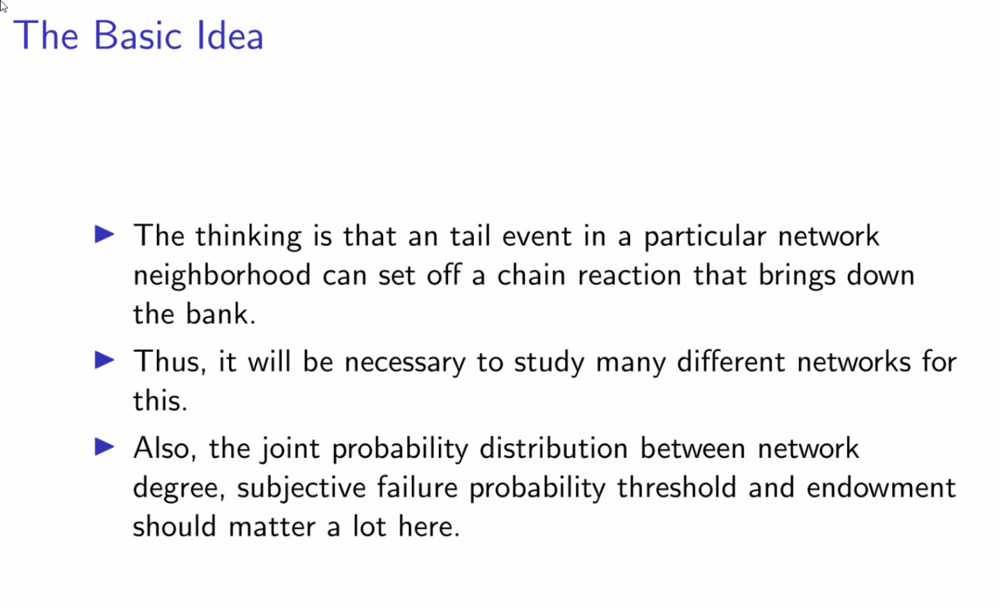 The Basic Idea
The thinking is that an tail event in a particular network
neighborhood can set off a chain reaction that brings down
the bank.
Thus, it will be necessary to study many different networks for
this.
Also, the joint probability distribution between network
degree, subjective failure probability threshold and endowment
should matter a lot here.